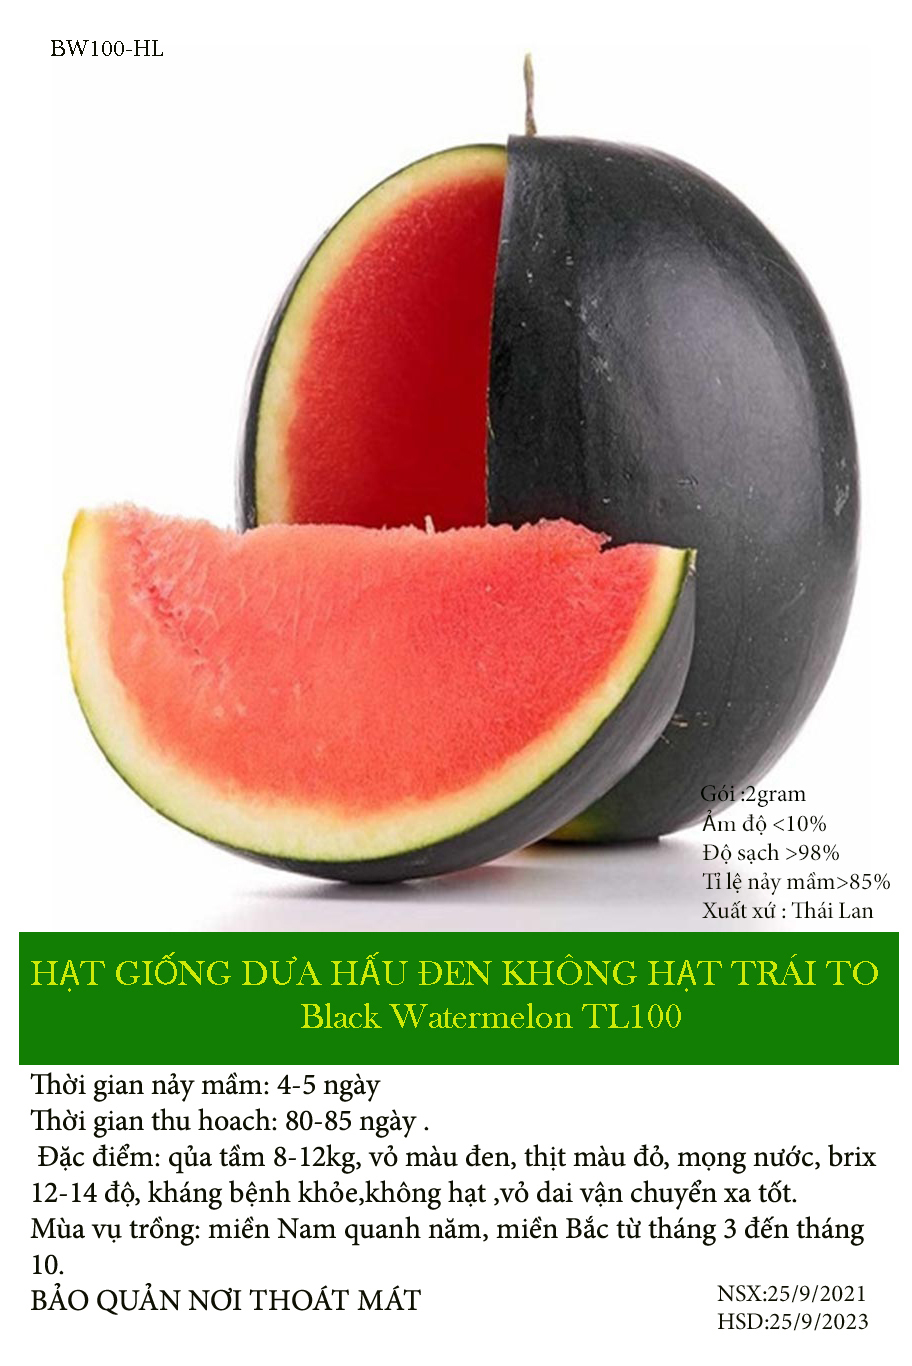 BW100-HL
Gói :2gram
Ẩm độ <10%
Độ sạch >98%
Tỉ lệ nảy mầm>85%
Xuất xứ : Thái Lan
HẠT GIỐNG DƯA HẤU ĐEN KHÔNG HẠT TRÁI TO
Black Watermelon TL100
Thời gian nảy mầm: 4-5 ngày
Thời gian thu hoach: 80-85 ngày .
Đặc điểm: qủa tầm 8-12kg, vỏ màu đen, thịt màu đỏ, mọng nước, brix
12-14 độ, kháng bệnh khỏe,không hạt ,vỏ dai vận chuyển xa tốt.
Mùa vụ trồng: miền Nam quanh năm, miền Bắc từ tháng 3 đến tháng
10.
BẢO QUẢN NƠI THOÁT MÁT
NSX:25/9/2021
HSD:25/9/2023